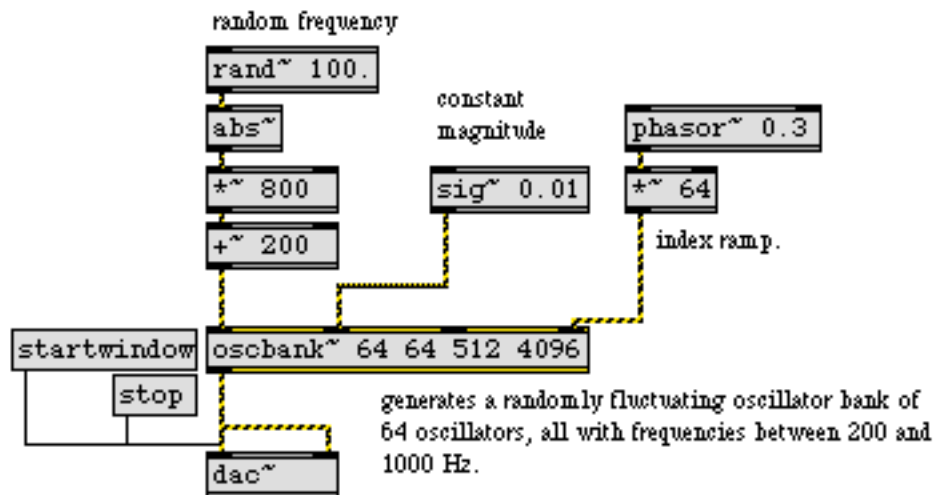 random frequency
rand~ 100.
constant
magnitude
abs~
phasor~ 0.3
*~ 800
sig~ 0.01
*~ 64
+~ 200
index ramp.
startwindow
oscbank~ 64 64 512 4096
stop
generates a randomly fluctuating oscillator bank of
64 oscillators, all with frequencies between 200 and
1000 Hz.
dac~